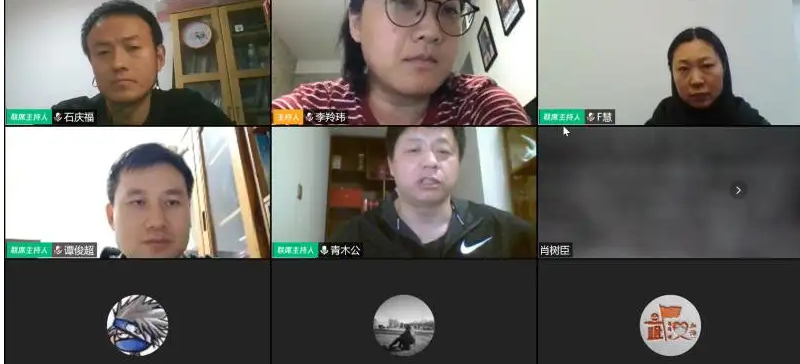 联席主持人 石庆福
主持人 李羚玮
联席主持人 F慧
联席主持人 谭俊超
联席主持人 青木公
肖树臣